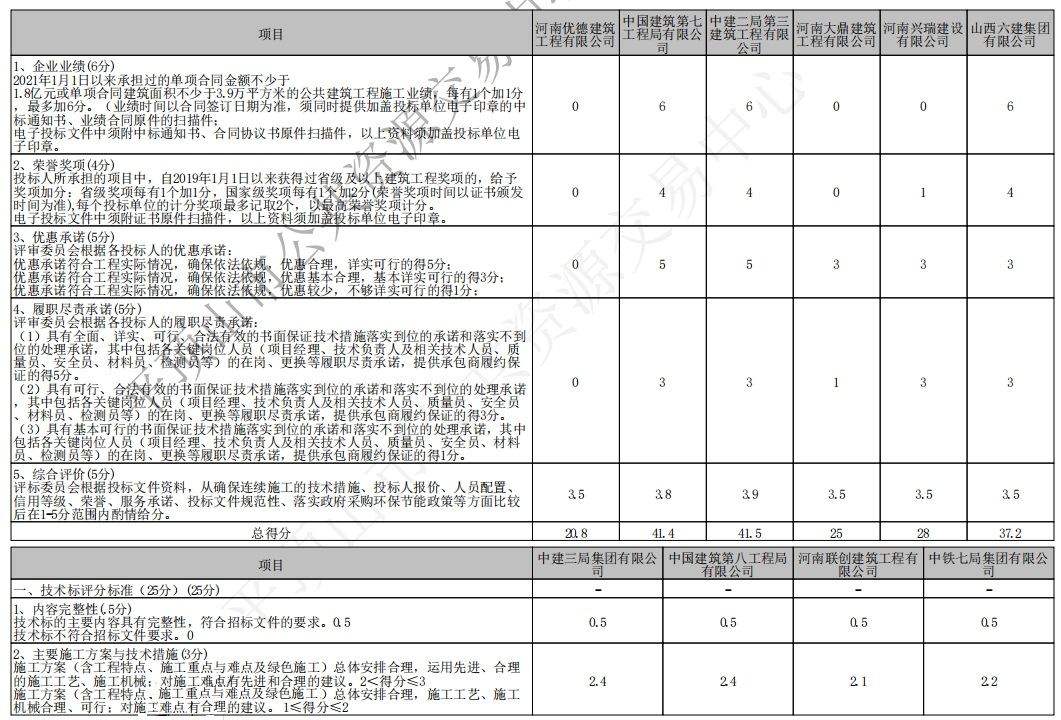 项目
河南优德建筑
工程有限公司
中国建筑第七
工程局有限公
司
中建二局第三
建筑工程有限
公司
河南大鼎建筑
工程有限公司
河南兴瑞建设
有限公司
山西六建集团
有限公司
1、企业业绩(6分)
2021年1月1日以来承担过的单项合同金额不少于
1.8亿元或单项合同建筑面积不少于3.9万平方米的公共建筑工程施工业绩,每有1个加1分
,最多加6分。（业绩时间以合同签订日期为准，须同时提供加盖投标单位电子印章的中
标通知书、业绩合同原件的扫描件;
电子投标文件中须附中标通知书、合同协议书原件扫描件，以上资料须加盖投标单位电
子印章。
0 6 6 0 0 6
2、荣誉奖项(4分)
投标人所承担的项目中，自2019年1月1日以来获得过省级及以上建筑工程奖项的，给予
奖项加分：省级奖项每有1个加1分，国家级奖项每有1个加2分(荣誉奖项时间以证书颁发
时间为准),每个投标单位的计分奖项最多记取2个，以最高荣誉奖项计分。
电子投标文件中须附证书原件扫描件，以上资料须加盖投标单位电子印章。
0 4 4 0 1 4
3、优惠承诺(5分)
评审委员会根据各投标人的优惠承诺:
优惠承诺符合工程实际情况，确保依法依规，优惠合理，详实可行的得5分;
优惠承诺符合工程实际情况，确保依法依规，优惠基本合理，基本详实可行的得3分;
优惠承诺符合工程实际情况，确保依法依规，优惠较少，不够详实可行的得1分;
0 5 5 3 3 3
4、履职尽责承诺(5分)
评审委员会根据各投标人的履职尽责承诺:
（1）具有全面、详实、可行、合法有效的书面保证技术措施落实到位的承诺和落实不到
位的处理承诺，其中包括各关键岗位人员（项目经理、技术负责人及相关技术人员、质
量员、安全员、材料员、检测员等）的在岗、更换等履职尽责承诺，提供承包商履约保
证的得5分。
（2）具有可行、合法有效的书面保证技术措施落实到位的承诺和落实不到位的处理承诺
，其中包括各关键岗位人员（项目经理、技术负责人及相关技术人员、质量员、安全员
、材料员、检测员等）的在岗、更换等履职尽责承诺，提供承包商履约保证的得3分。
（3）具有基本可行的书面保证技术措施落实到位的承诺和落实不到位的处理承诺，其中
包括各关键岗位人员（项目经理、技术负责人及相关技术人员、质量员、安全员、材料
员、检测员等）的在岗、更换等履职尽责承诺，提供承包商履约保证的得1分。
0 3 3 1 3 3
5、综合评价(5分)
评标委员会根据投标文件资料，从确保连续施工的技术措施、投标人报价、人员配置、
信用等级、荣誉、服务承诺、投标文件规范性、落实政府采购环保节能政策等方面比较
后在1-5分范围内酌情给分。
3.5 3.8 3.9 3.5 3.5 3.5
总得分 20.8 41.4 41.5 25 28 37.2
项目
中建三局集团有限公
司
中国建筑第八工程局
有限公司
河南联创建筑工程有
限公司
中铁七局集团有限公
司
一、技术标评分标准（25分）(25分) - - - -
1、内容完整性(.5分)
技术标的主要内容具有完整性，符合招标文件的要求。0.5
技术标不符合招标文件要求。0
0.5 0.5 0.5 0.5
2、主要施工方案与技术措施(3分)
施工方案（含工程特点、施工重点与难点及绿色施工）总体安排合理，运用先进、合理
的施工工艺、施工机械；对施工难点有先进和合理的建议。2<得分≤3
施工方案（含工程特点、施工重点与难点及绿色施工）总体安排合理，施工工艺、施工
机械合理、可行；对施工难点有合理的建议。1≤得分≤2
2.4 2.4 2.1 2.2